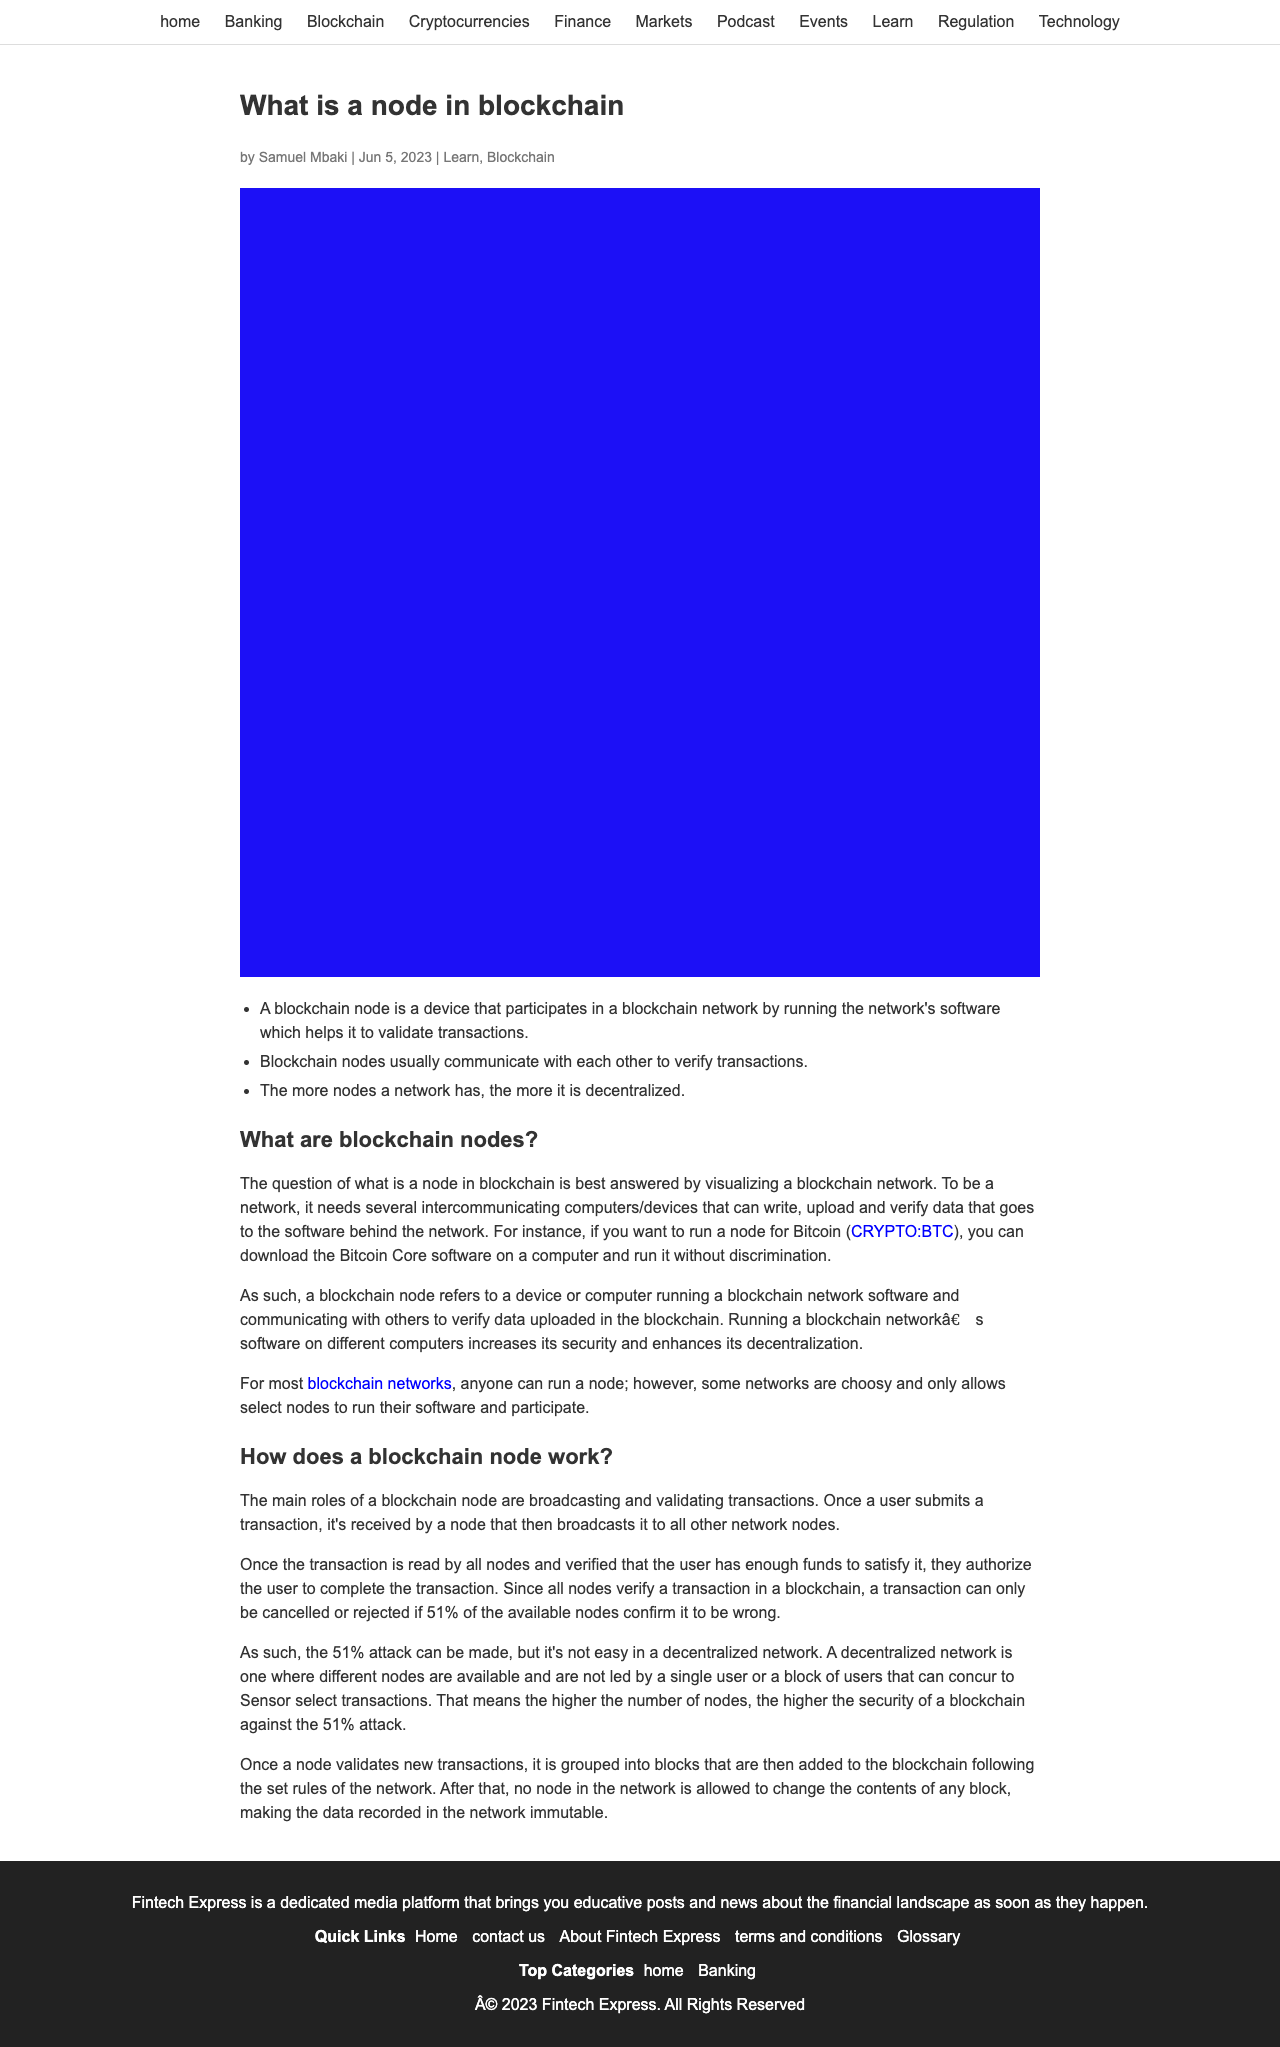 home Banking Blockchain Cryptocurrencies Finance Markets Podcast Events Learn Regulation Technology
What is a node in blockchain
by Samuel Mbaki | Jun 5, 2023 | Learn, Blockchain
• A blockchain node is a device that participates in a blockchain network by running the network's software
which helps it to validate transactions.
• Blockchain nodes usually communicate with each other to verify transactions.
• The more nodes a network has, the more it is decentralized.
What are blockchain nodes?
The question of what is a node in blockchain is best answered by visualizing a blockchain network. To be a
network, it needs several intercommunicating computers/devices that can write, upload and verify data that goes
to the software behind the network. For instance, if you want to run a node for Bitcoin (CRYPTO:BTC), you can
download the Bitcoin Core software on a computer and run it without discrimination.
As such, a blockchain node refers to a device or computer running a blockchain network software and
communicating with others to verify data uploaded in the blockchain. Running a blockchain networkâ€ s
software on different computers increases its security and enhances its decentralization.
For most blockchain networks, anyone can run a node; however, some networks are choosy and only allows
select nodes to run their software and participate.
How does a blockchain node work?
The main roles of a blockchain node are broadcasting and validating transactions. Once a user submits a
transaction, it's received by a node that then broadcasts it to all other network nodes.
Once the transaction is read by all nodes and verified that the user has enough funds to satisfy it, they authorize
the user to complete the transaction. Since all nodes verify a transaction in a blockchain, a transaction can only
be cancelled or rejected if 51% of the available nodes confirm it to be wrong.
As such, the 51% attack can be made, but it's not easy in a decentralized network. A decentralized network is
one where different nodes are available and are not led by a single user or a block of users that can concur to
Sensor select transactions. That means the higher the number of nodes, the higher the security of a blockchain
against the 51% attack.
Once a node validates new transactions, it is grouped into blocks that are then added to the blockchain following
the set rules of the network. After that, no node in the network is allowed to change the contents of any block,
making the data recorded in the network immutable.
Fintech Express is a dedicated media platform that brings you educative posts and news about the financial landscape as soon as they happen.
Quick Links Home contact us About Fintech Express terms and conditions Glossary
Top Categories home Banking
Â© 2023 Fintech Express. All Rights Reserved